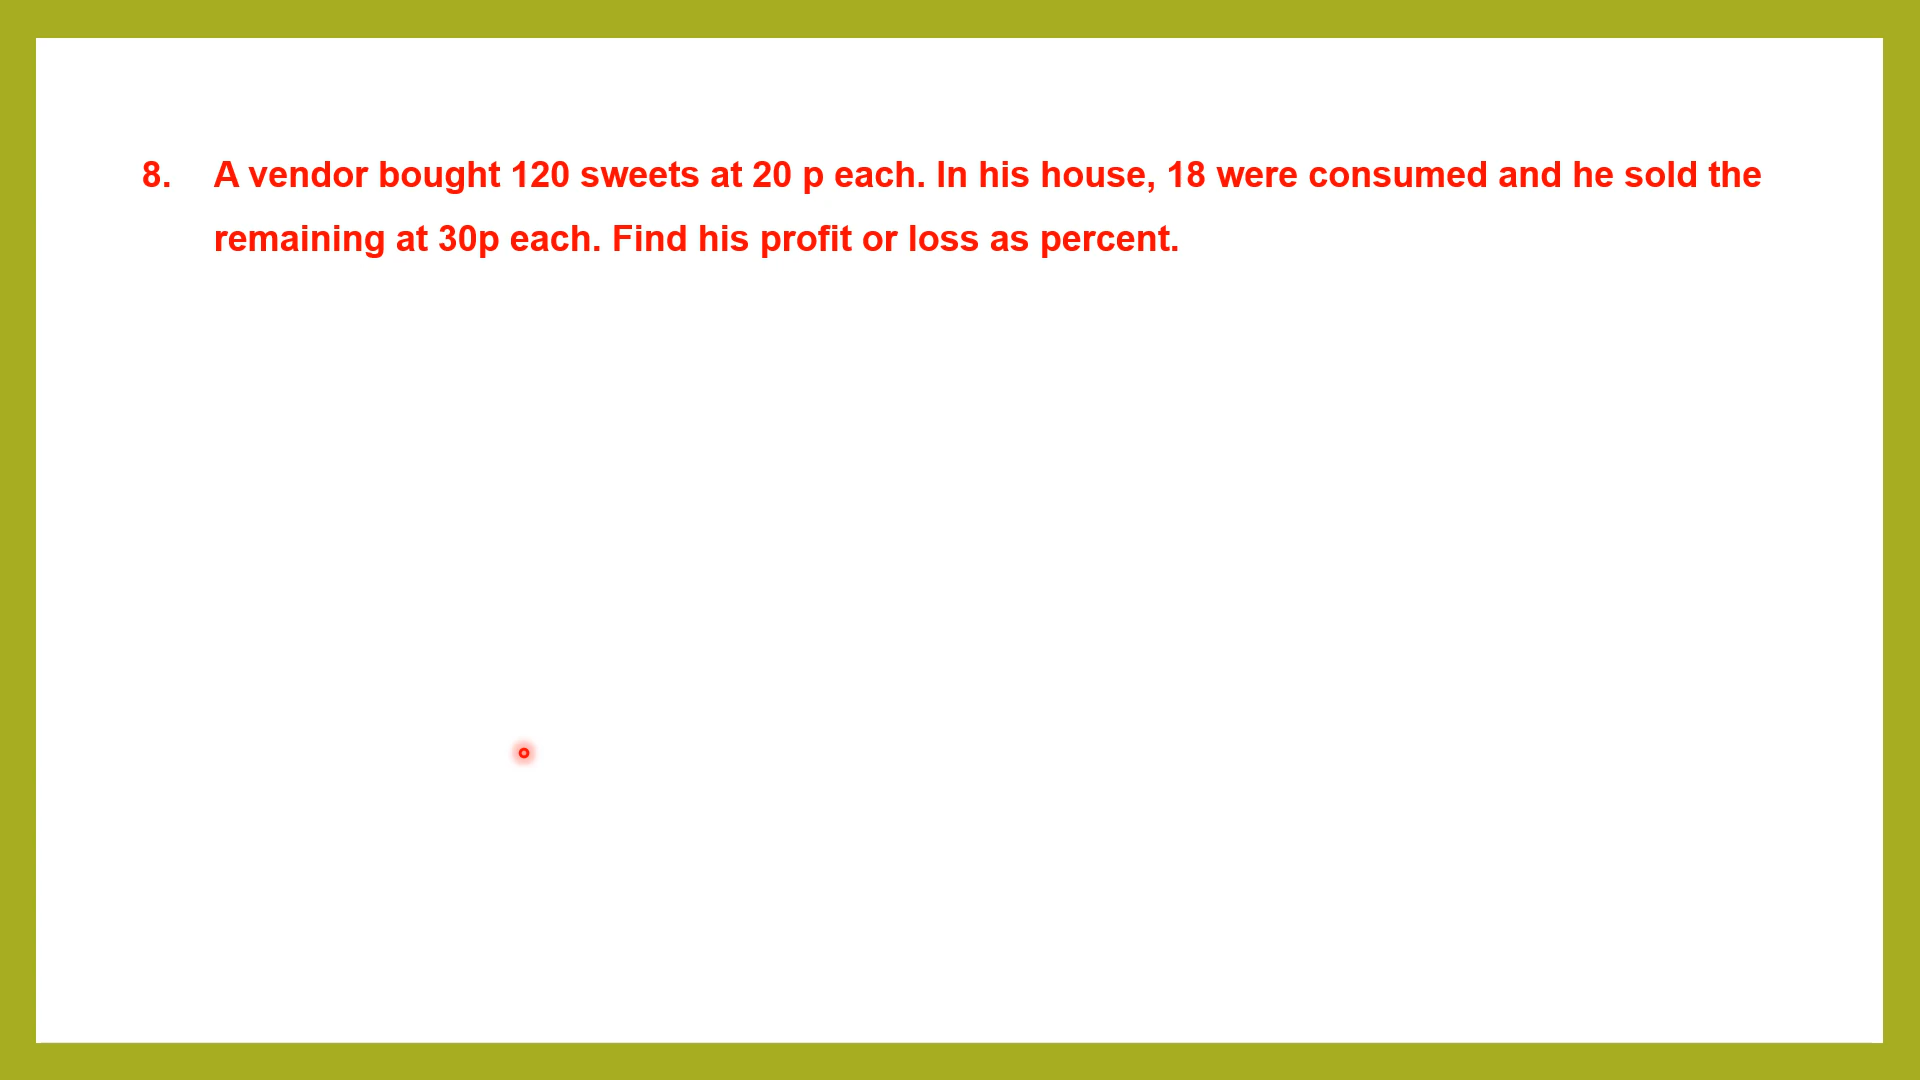 8. A vendor bought 120 sweets at 20 p each. In his house, 18 were consumed and he sold the
remaining at 30p each. Find his profit or loss as percent.